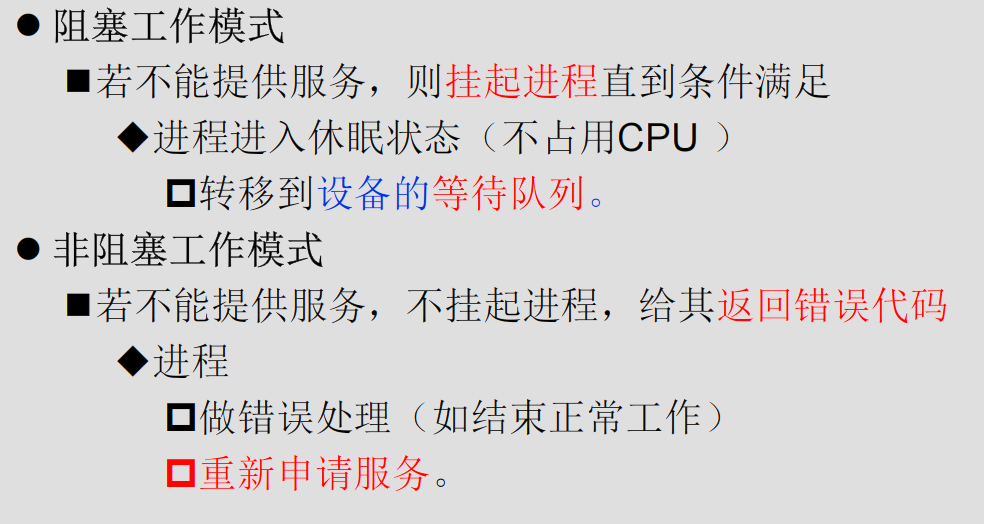 ● 阻塞工作模式
■若不能提供服务，则挂起进程直到条件满足
◆进程进入休眠状态（不占用CPU ）
◘转移到设备的等待队列。
● 非阻塞工作模式
■若不能提供服务，不挂起进程，给其返回错误代码
◆进程
◘做错误处理（如结束正常工作）
◘重新申请服务。